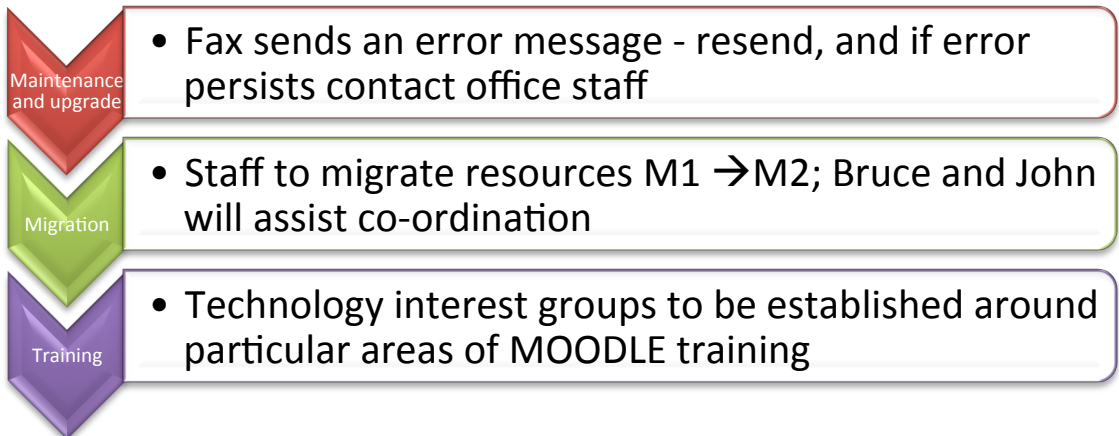 Maintenance
and upgrade
• Fax sends an error message - resend, and if error
persists contact office staff
Migration
• Staff to migrate resources M1 →M2; Bruce and John
will assist co-ordination
Training
• Technology interest groups to be established around
particular areas of MOODLE training